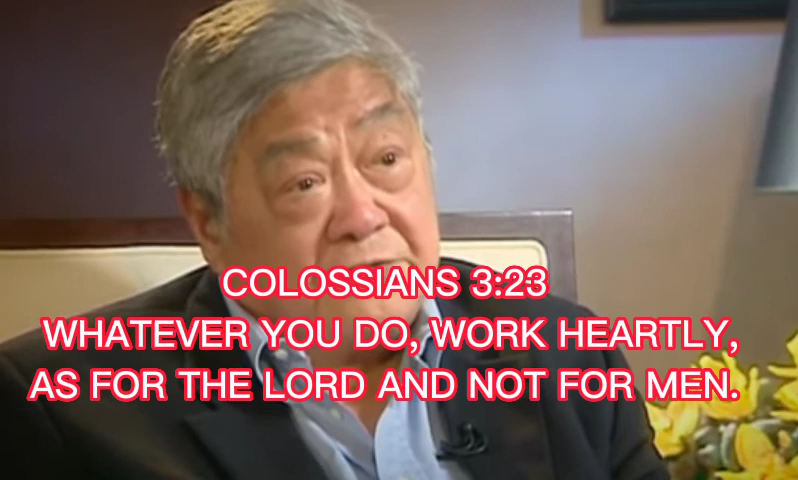 COLOSSIANS 3:23
WHATEVER YOU DO, WORK HEARTLY,
AS FOR THE LORD AND NOT FOR MEN.